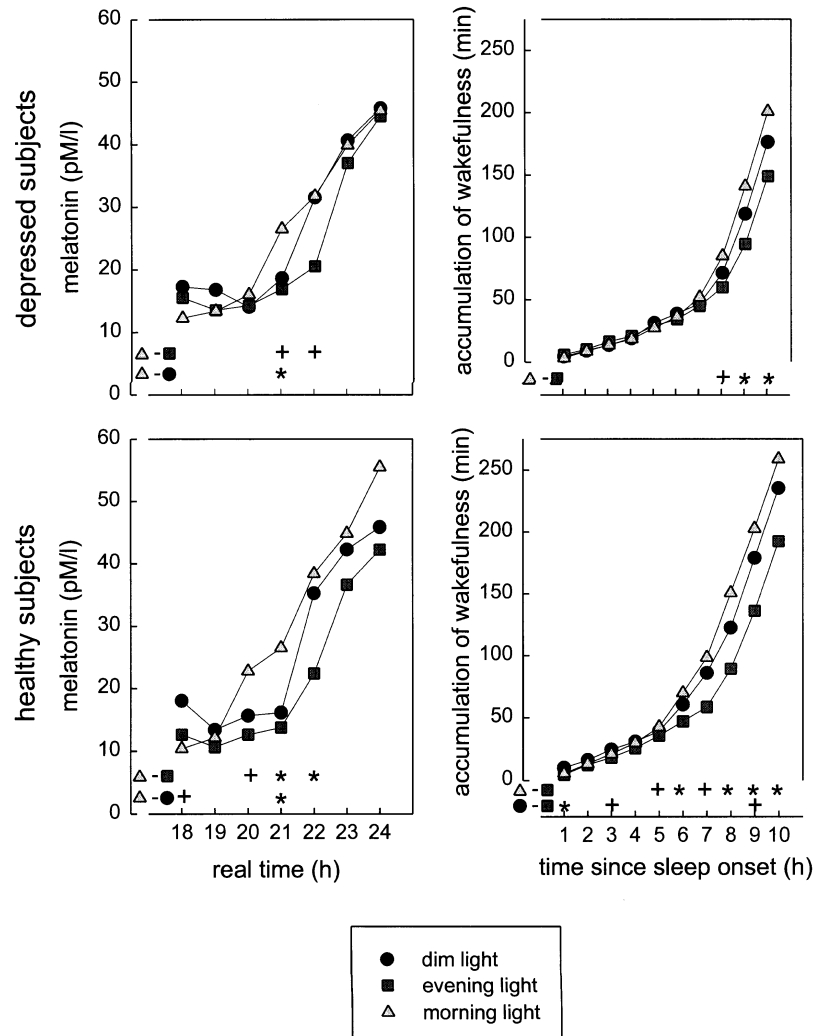 depressed subjects
melatonin (pM/l)
60
50
40
30
20
10
0
△ - ■ + +
△ - ● *
accumulation of wakefulness (min)
250
200
150
100
50
0
△ - ■ + * *
healthy subjects
melatonin (pM/l)
60
50
40
30
20
10
0
△ - ■ + * *
△ - ● + *
18 19 20 21 22 23 24
real time (h)
accumulation of wakefulness (min)
250
200
150
100
50
0
△ - ■ + * + * * *
● - ■ * + +
1 2 3 4 5 6 7 8 9 10
time since sleep onset (h)
● dim light
■ evening light
△ morning light